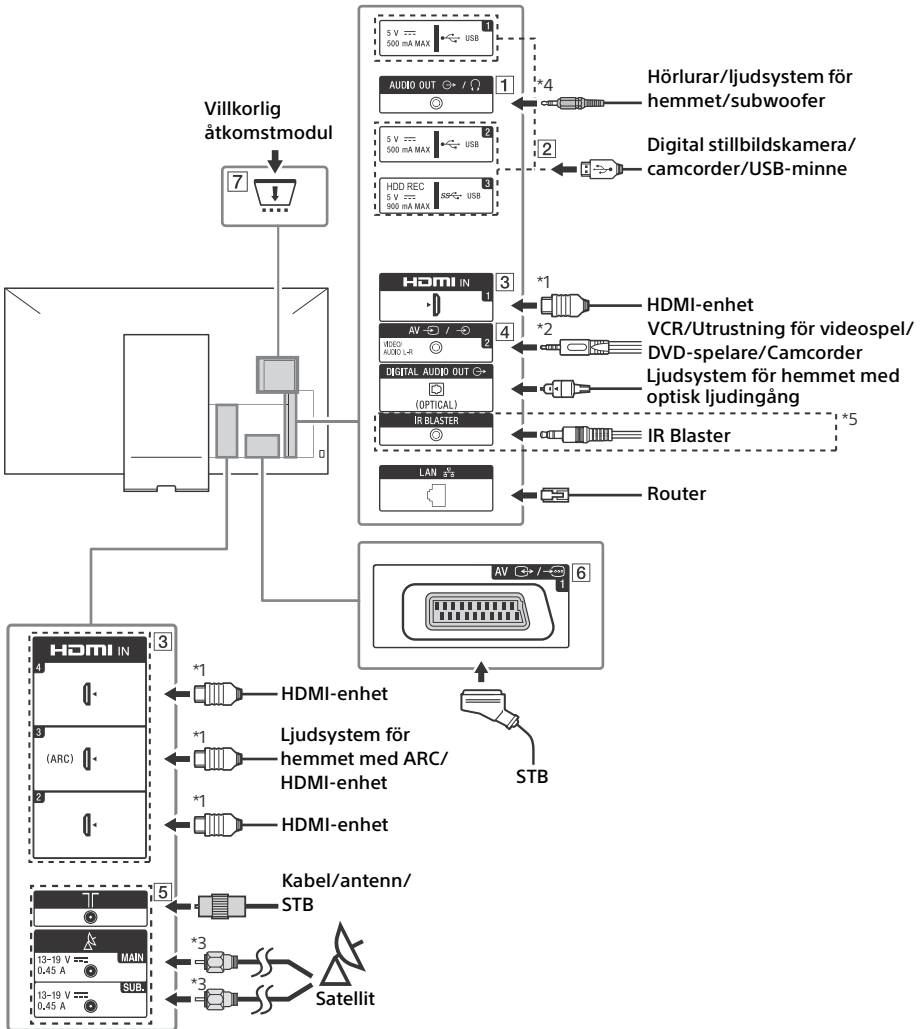 5 V
500 mA MAX
USB
1
AUDIO OUT /
1
*4
Hörlurar/ljudsystem för
hemmet/subwoofer
Villkorlig
åtkomstmodul
7
5 V
500 mA MAX
USB
2
2
Digital stillbildskamera/
camcorder/USB-minne
HDD REC
5 V
900 mA MAX
SS
USB
3
HDMI IN
1
3
*1
HDMI-enhet
AV /
VIDEO/
AUDIO L-R
2
4
*2
VCR/Utrustning för videospel/
DVD-spelare/Camcorder
DIGITAL AUDIO OUT
(OPTICAL)
Ljudsystem för hemmet med
optisk ljudingång
IR BLASTER
IR Blaster
*5
LAN
Router
AV /
1
6
STB
HDMI IN
3
4
*1
HDMI-enhet
3
(ARC)
*1
Ljudsystem för
hemmet med ARC/
HDMI-enhet
2
*1
HDMI-enhet
5
Kabel/antenn/
STB
13-19 V
0.45 A
MAIN
*3
13-19 V
0.45 A
SUB.
*3
Satellit